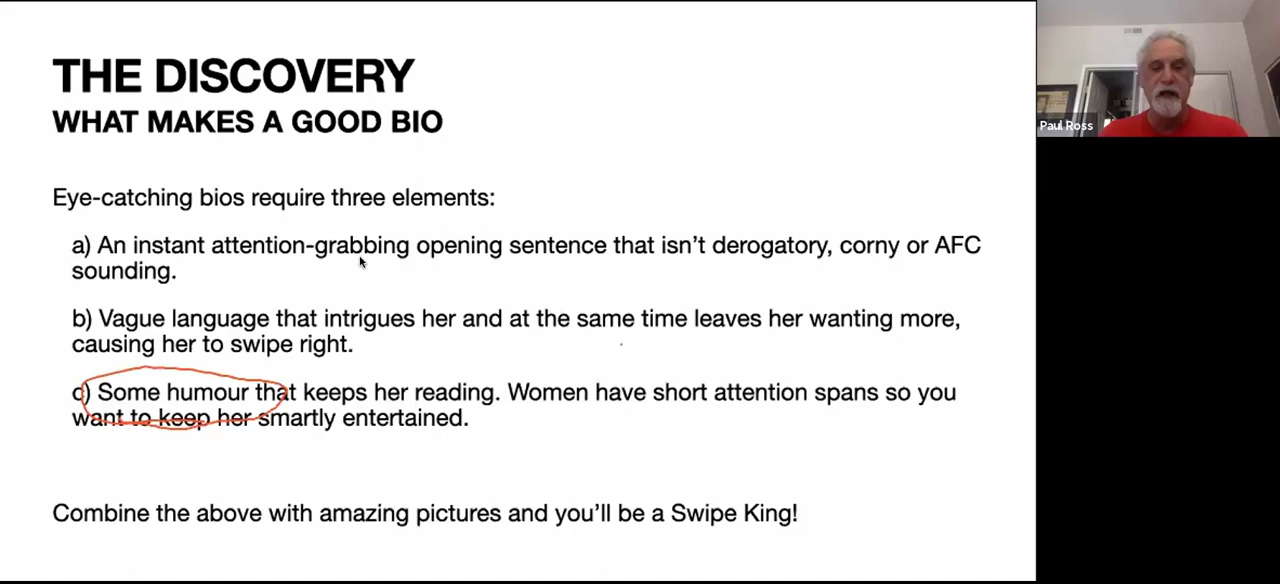 THE DISCOVERY
WHAT MAKES A GOOD BIO
Eye-catching bios require three elements:
a) An instant attention-grabbing opening sentence that isn't derogatory, corny or AFC
sounding.
b) Vague language that intrigues her and at the same time leaves her wanting more,
causing her to swipe right.
c) Some humour that keeps her reading. Women have short attention spans so you
want to keep her smartly entertained.
Combine the above with amazing pictures and you'll be a Swipe King!
Paul Ross